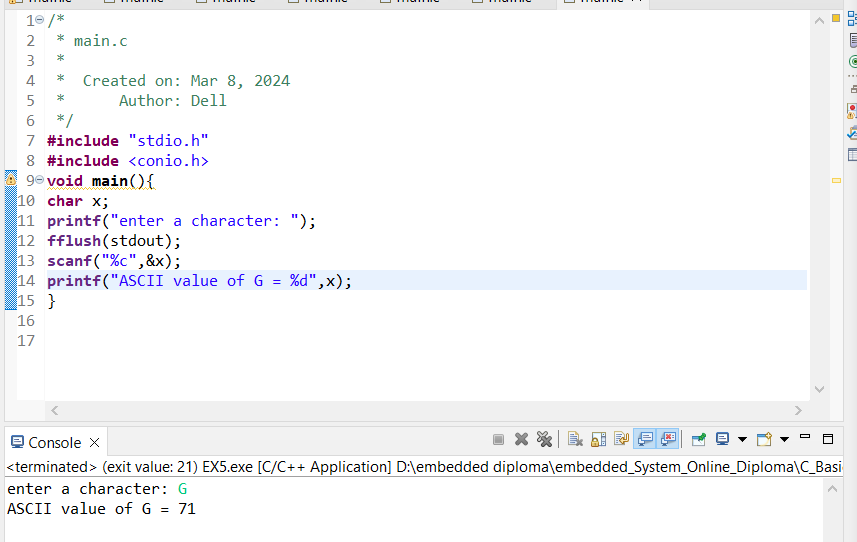 1 /*
2  * main.c
3  *
4  *  Created on: Mar 8, 2024
5  *      Author: Dell
6  */
7 #include "stdio.h"
8 #include <conio.h>
9 void main(){
10 char x;
11 printf("enter a character: ");
12 fflush(stdout);
13 scanf("%c",&x);
14 printf("ASCII value of G = %d",x);
15 }
16
17
Console
<terminated> (exit value: 21) EX5.exe [C/C++ Application] D:\embedded diploma\embedded_System_Online_Diploma\C_Basi
enter a character: G
ASCII value of G = 71